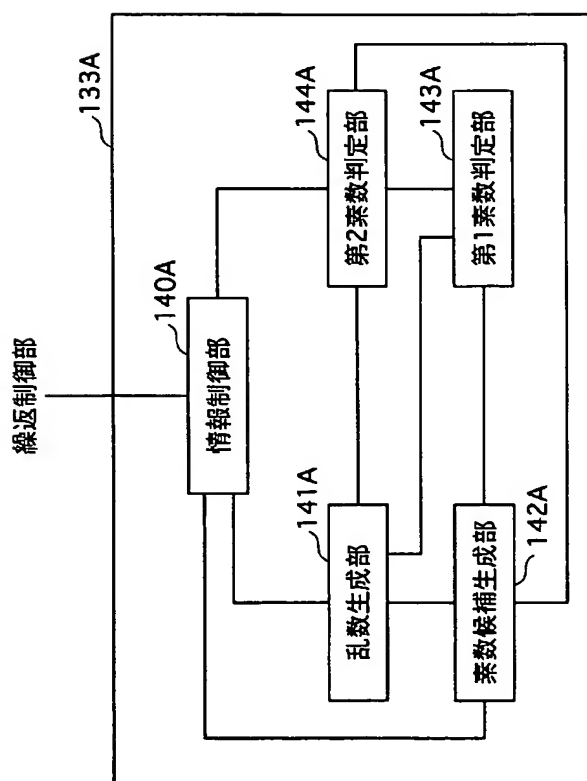 繰返制御部
133A
140A
情報制御部
141A
乱数生成部
144A
第2素数判定部
素数候補生成部
142A
143A
第1素数判定部